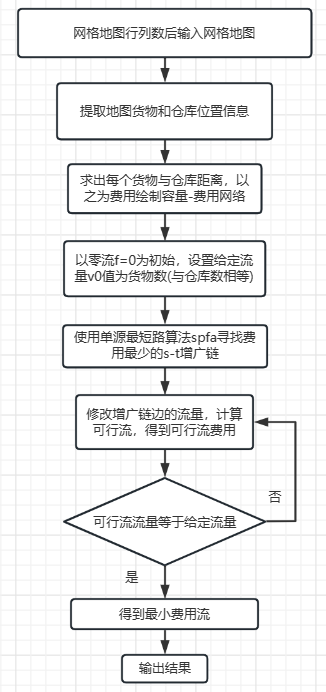 网格地图行列数后输入网格地图
提取地图货物和仓库位置信息
求出每个货物与仓库距离，以
之为费用绘制容量-费用网络
以零流f=0为初始，设置给定流
量v0值为货物数(与仓库数相等)
使用单源最短路算法spfa寻找费
用最少的s-t增广链
修改增广链边的流量，计算
可行流，得到可行流费用
否
可行流流量等于给定流量
是
得到最小费用流
输出结果